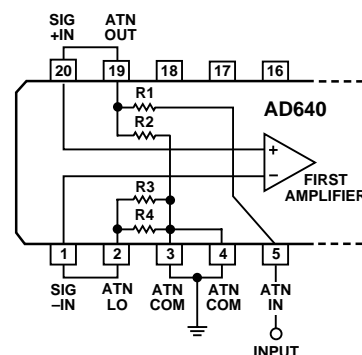 SIG ATN
+IN OUT
20 19 18 17 16
R1
R2
AD640
+
–
FIRST
AMPLIFIER
R3
R4
1 2 3 4 5
SIG ATN ATN ATN ATN
–IN LO COM COM IN
INPUT